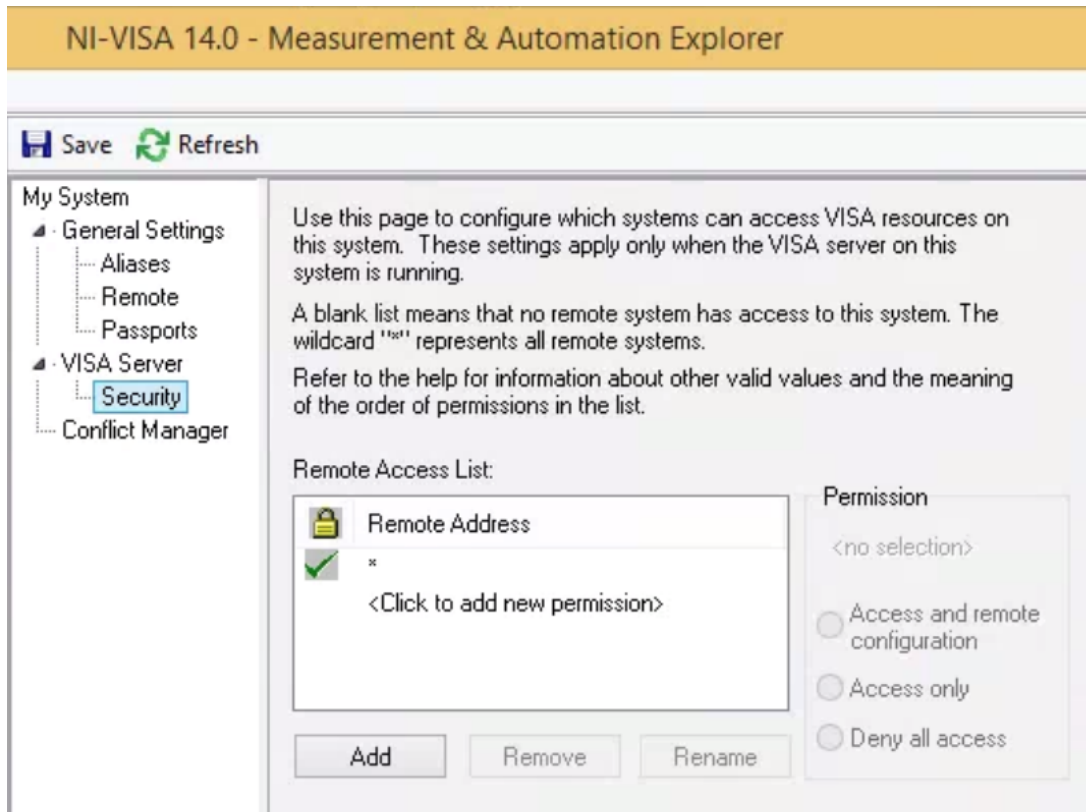 NI-VISA 14.0 - Measurement & Automation Explorer
Save Refresh
My System
General Settings
Aliases
Remote
Passports
VISA Server
Security
Conflict Manager
Use this page to configure which systems can access VISA resources on
this system. These settings apply only when the VISA server on this
system is running.
A blank list means that no remote system has access to this system. The
wildcard "*" represents all remote systems.
Refer to the help for information about other valid values and the meaning
of the order of permissions in the list.
Remote Access List:
Remote Address
*
<Click to add new permission>
Add Remove Rename
Permission
<no selection>
Access and remote
configuration
Access only
Deny all access